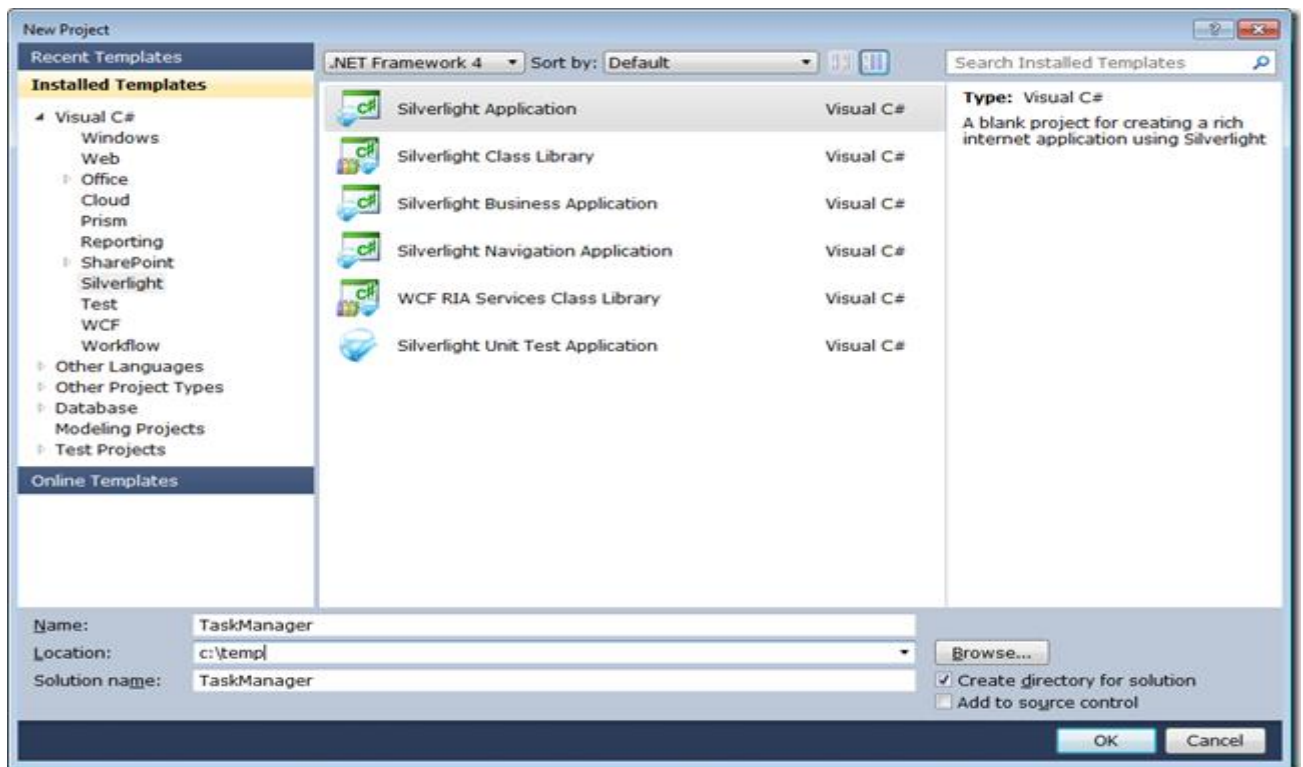 New Project
Recent Templates
Installed Templates
Visual C#
Windows
Web
Office
Cloud
Prism
Reporting
SharePoint
Silverlight
Test
WCF
Workflow
Other Languages
Other Project Types
Database
Modeling Projects
Test Projects
Online Templates
.NET Framework 4 Sort by: Default
Silverlight Application Visual C#
Silverlight Class Library Visual C#
Silverlight Business Application Visual C#
Silverlight Navigation Application Visual C#
WCF RIA Services Class Library Visual C#
Silverlight Unit Test Application Visual C#
Search Installed Templates
Type: Visual C#
A blank project for creating a rich
internet application using Silverlight
Name: TaskManager
Location: c:\temp
Browse...
Solution name: TaskManager
Create directory for solution
Add to source control
OK Cancel